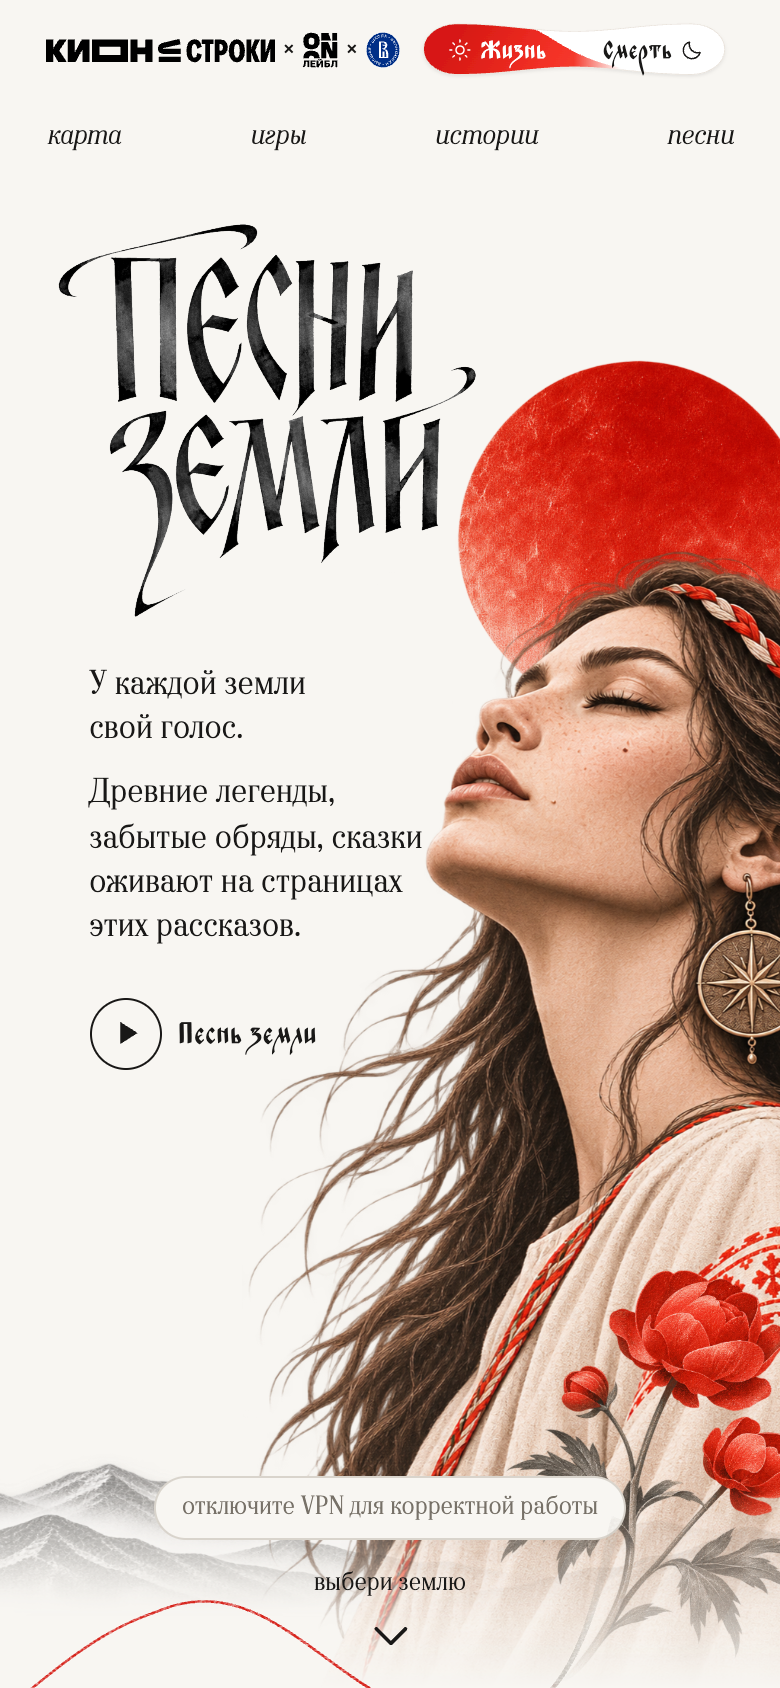 КИОН СТРОКИ × ONAN ЛЕЙБЛ × Жизнь Смерть
карта игры истории песни
ПЕСНИ
ЗЕМЛИ
У каждой земли
свой голос.
Древние легенды,
забытые обряды, сказки
оживают на страницах
этих рассказов.
Песнь земли
отключите VPN для корректной работы
выбери землю